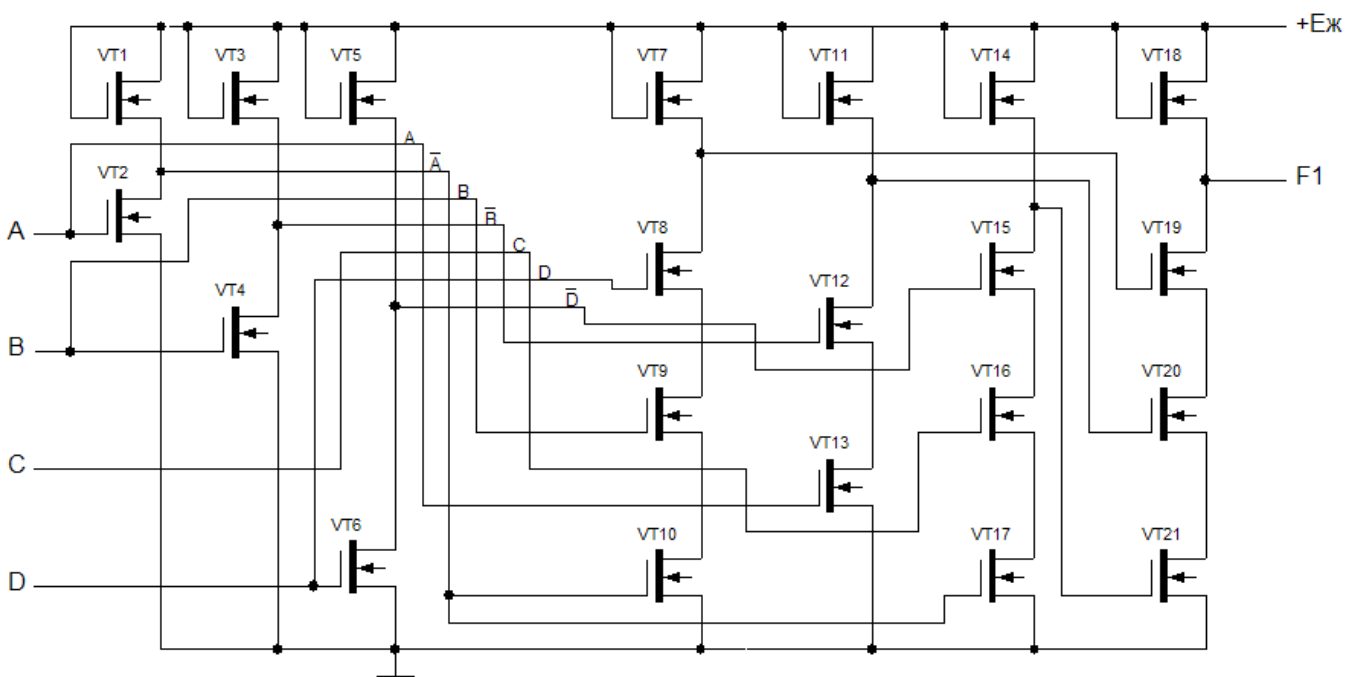 +Eж
VT1
VT3
VT5
VT7
VT11
VT14
VT18
A
A̅
VT2
B
F1
A
B̅
C
VT8
VT15
VT19
D
D̅
VT12
VT4
B
VT9
VT16
VT20
VT13
C
VT6
VT10
VT17
VT21
D